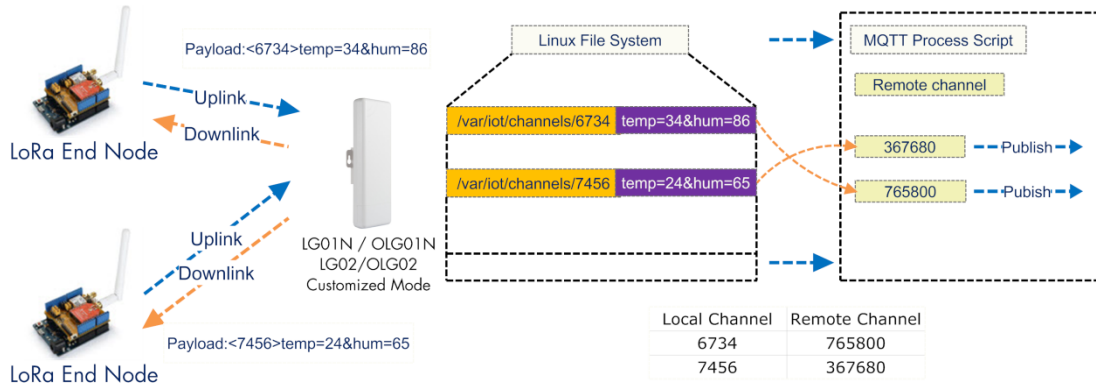 Payload:<6734>temp=34&hum=86
Uplink
Downlink
LoRa End Node
Uplink
Downlink
Payload:<7456>temp=24&hum=65
LoRa End Node
LG01N / OLG01N
LG02/OLG02
Customized Mode
Linux File System
/var/iot/channels/6734 temp=34&hum=86
/var/iot/channels/7456 temp=24&hum=65
MQTT Process Script
Remote channel
367680 Publish
765800 Pubish
Local Channel Remote Channel
6734 765800
7456 367680